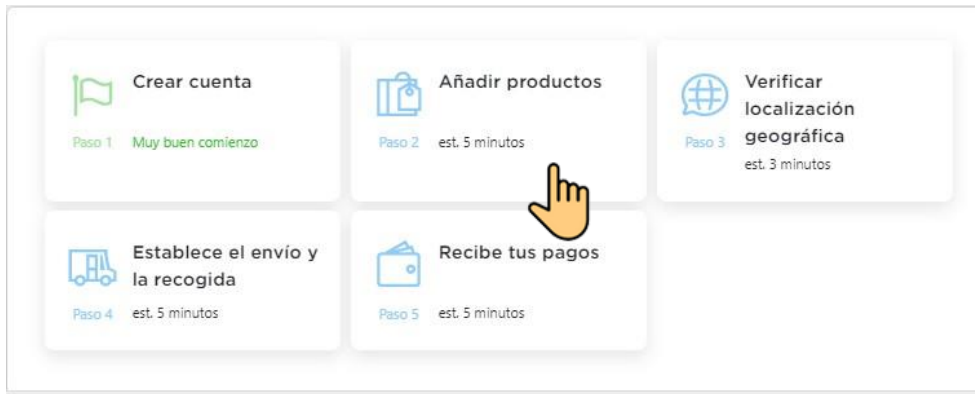 Crear cuenta
Paso 1 Muy buen comienzo
Añadir productos
Paso 2 est. 5 minutos
Verificar
localización
geográfica
Paso 3
est. 3 minutos
Establece el envío y
la recogida
Paso 4 est. 5 minutos
Recibe tus pagos
Paso 5 est. 5 minutos